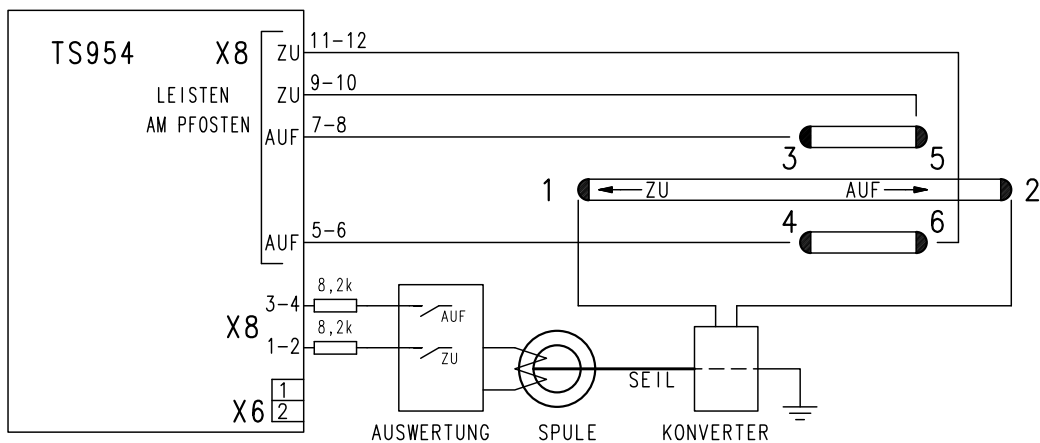 TS954 X8 ZU 11-12
ZU 9-10
LEISTEN
AM PFOSTEN
AUF 7-8
3 5
1 ZU AUF 2
4 6
AUF 5-6
3-4 8,2k
AUF
X8
1-2 8,2k
ZU
SEIL
1
X6 2
AUSWERTUNG SPULE KONVERTER